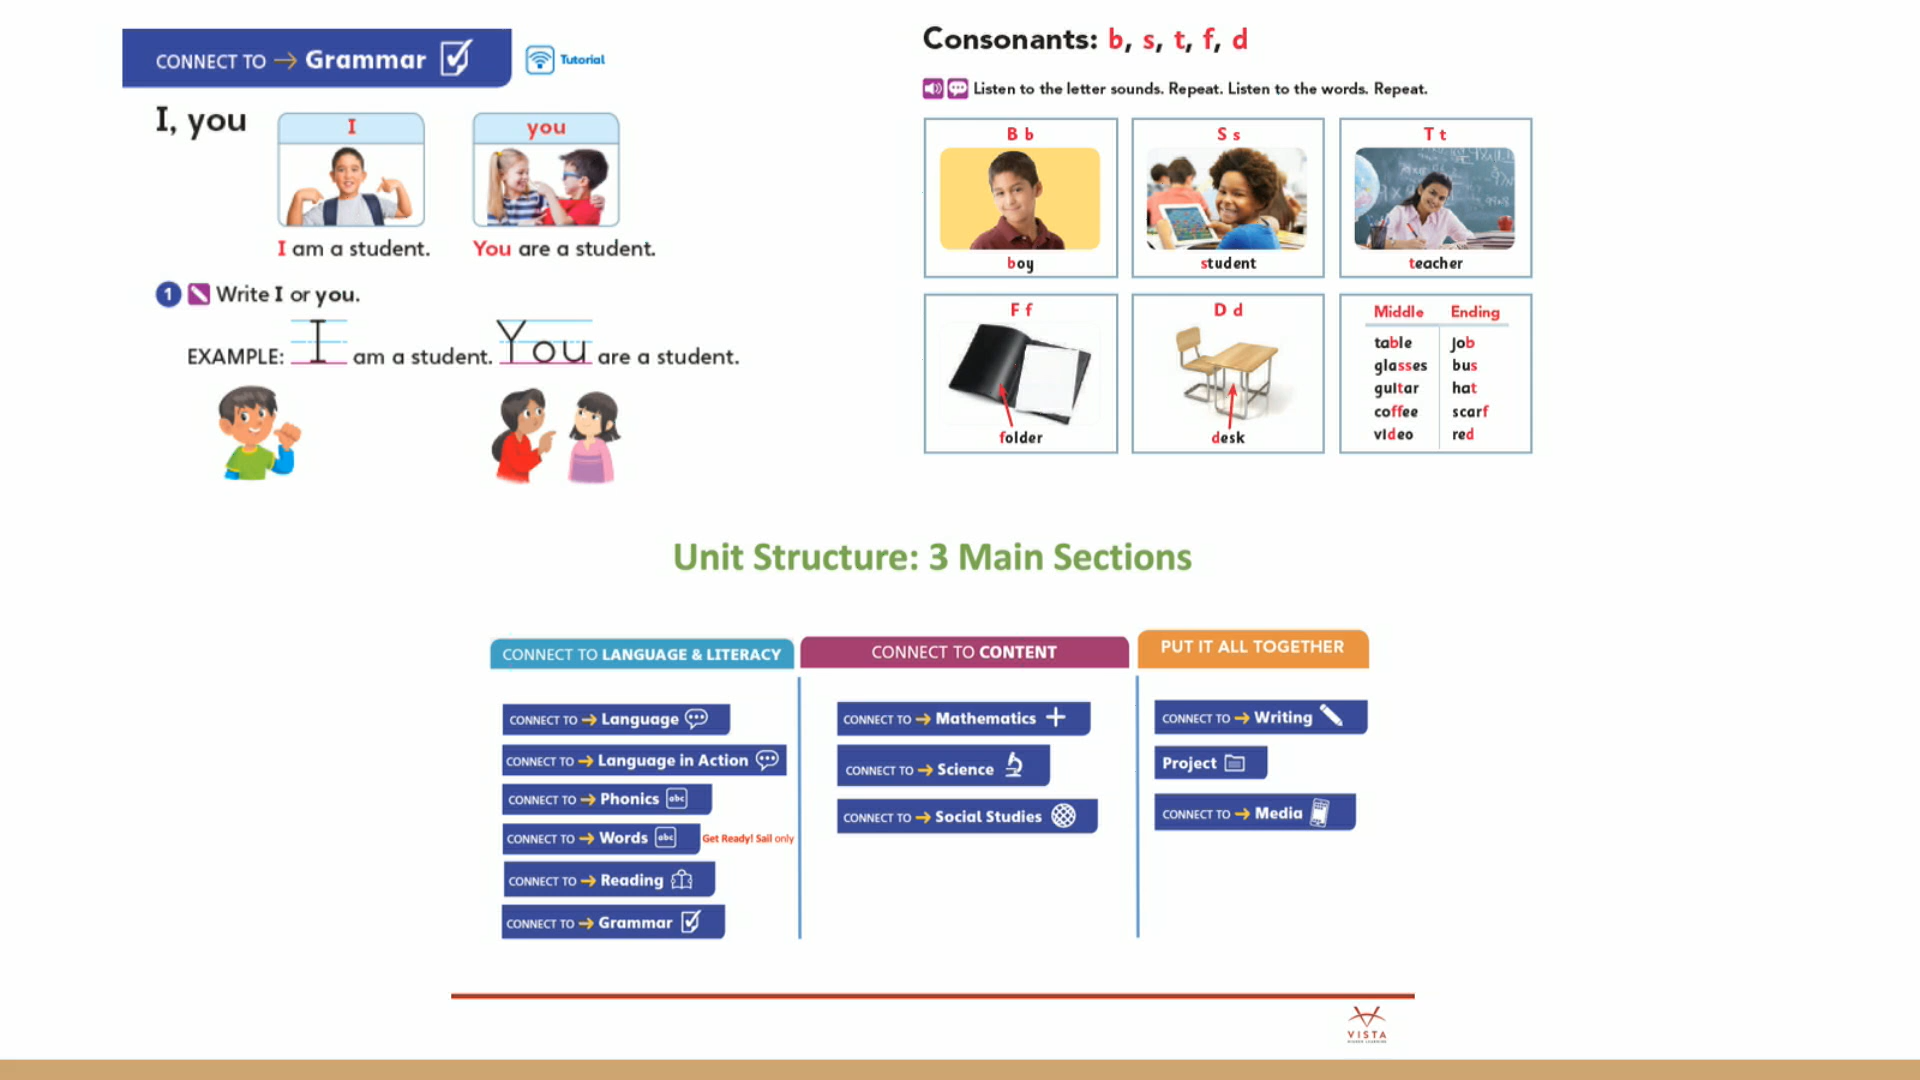 CONNECT TO → Grammar
Tutorial
I, you
I
you
I am a student.
You are a student.
1 Write I or you.
EXAMPLE: I am a student. You are a student.
Consonants: b, s, t, f, d
Listen to the letter sounds. Repeat. Listen to the words. Repeat.
B b
boy
S s
student
T t
teacher
F f
folder
D d
desk
Middle Ending
table job
glasses bus
guitar hat
coffee scarf
video red
Unit Structure: 3 Main Sections
CONNECT TO LANGUAGE & LITERACY
CONNECT TO → Language
CONNECT TO → Language in Action
CONNECT TO → Phonics abc
CONNECT TO → Words abc Get Ready! Sail only
CONNECT TO → Reading
CONNECT TO → Grammar
CONNECT TO CONTENT
CONNECT TO → Mathematics
CONNECT TO → Science
CONNECT TO → Social Studies
PUT IT ALL TOGETHER
CONNECT TO → Writing
Project
CONNECT TO → Media
VISTA
HIGHER LEARNING